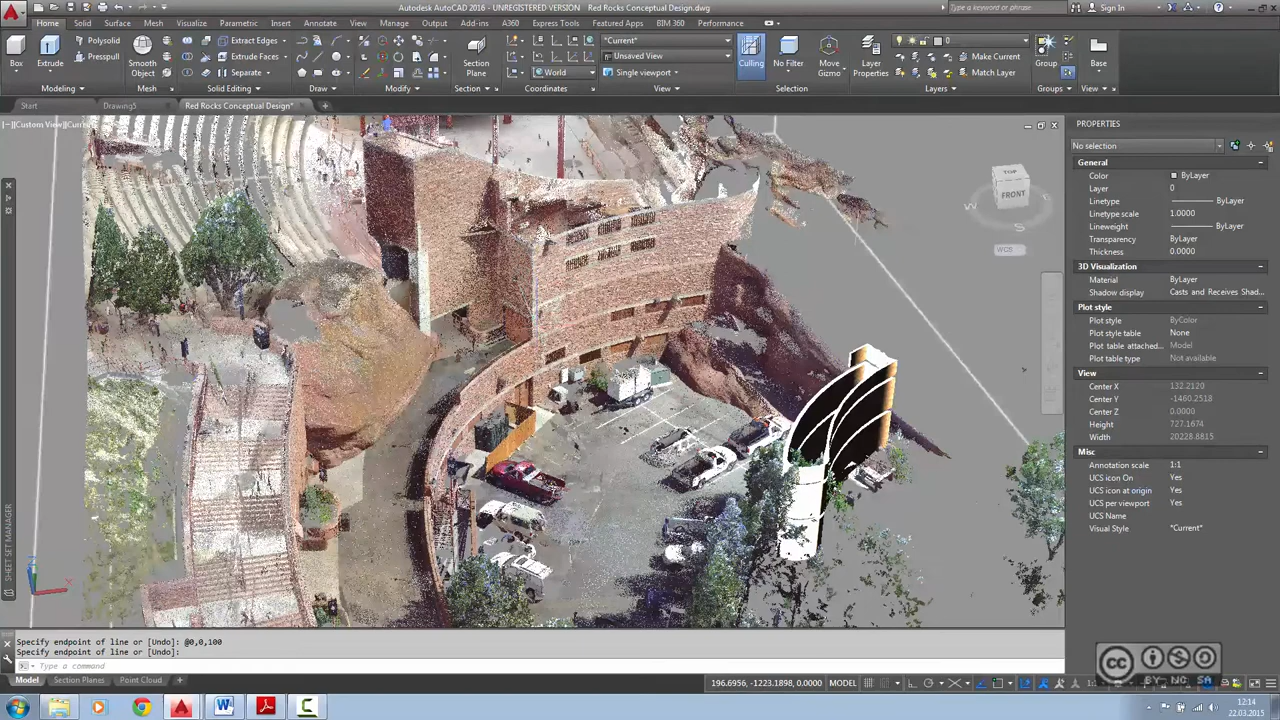 Autodesk AutoCAD 2016 - UNREGISTERED VERSION    Red Rocks Conceptual Design.dwg
Type a keyword or phrase
Sign In
Home Solid Surface Mesh Visualize Parametric Insert Annotate View Manage Output Add-ins A360 Express Tools Featured Apps BIM 360 Performance
Box
Extrude
Polysolid
Presspull
Smooth Object
Extract Edges
Extrude Faces
Separate
Section Plane
World
*Current*
Unsaved View
Single viewport
Culling
No Filter
Move Gizmo
Layer Properties
0
Make Current
Match Layer
Group
Base
Modeling Mesh Solid Editing Draw Modify Section Coordinates View Selection Layers Groups View
Start Drawing5 Red Rocks Conceptual Design*
[−][Custom View][Curr
TOP
FRONT
W
S
WCS
SHEET SET MANAGER
PROPERTIES
No selection
General
Color ByLayer
Layer 0
Linetype ByLayer
Linetype scale 1.0000
Lineweight ByLayer
Transparency ByLayer
Thickness 0.0000
3D Visualization
Material ByLayer
Shadow display Casts and Receives Shad...
Plot style
Plot style ByColor
Plot style table None
Plot table attached... Model
Plot table type Not available
View
Center X 132.2120
Center Y -1460.2518
Center Z 0.0000
Height 727.1674
Width 20228.8815
Misc
Annotation scale 1:1
UCS icon On Yes
UCS icon at origin Yes
UCS per viewport Yes
UCS Name
Visual Style *Current*
Specify endpoint of line or [Undo]: @0,0,100
Specify endpoint of line or [Undo]:
Type a command
Model Section Planes Point Cloud
196.6956, -1223.1898, 0.0000 MODEL
cc
BY NC SA
12:14
22.03.2015